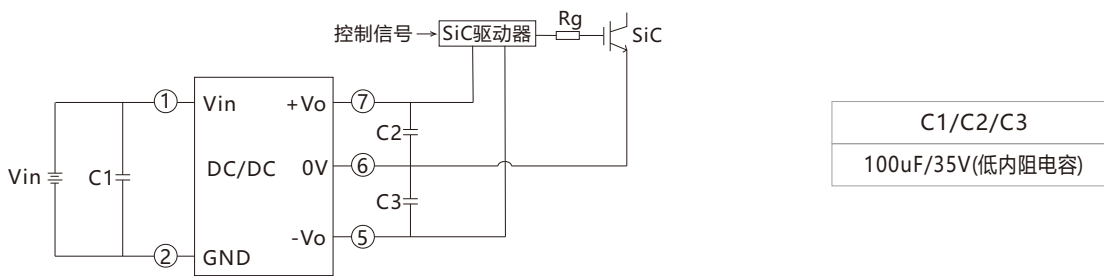 控制信号
SiC驱动器
Rg
SiC
① Vin +Vo ⑦
C2
Vin C1 DC/DC 0V ⑥
C3
-Vo ⑤
② GND
C1/C2/C3
100uF/35V(低内阻电容)